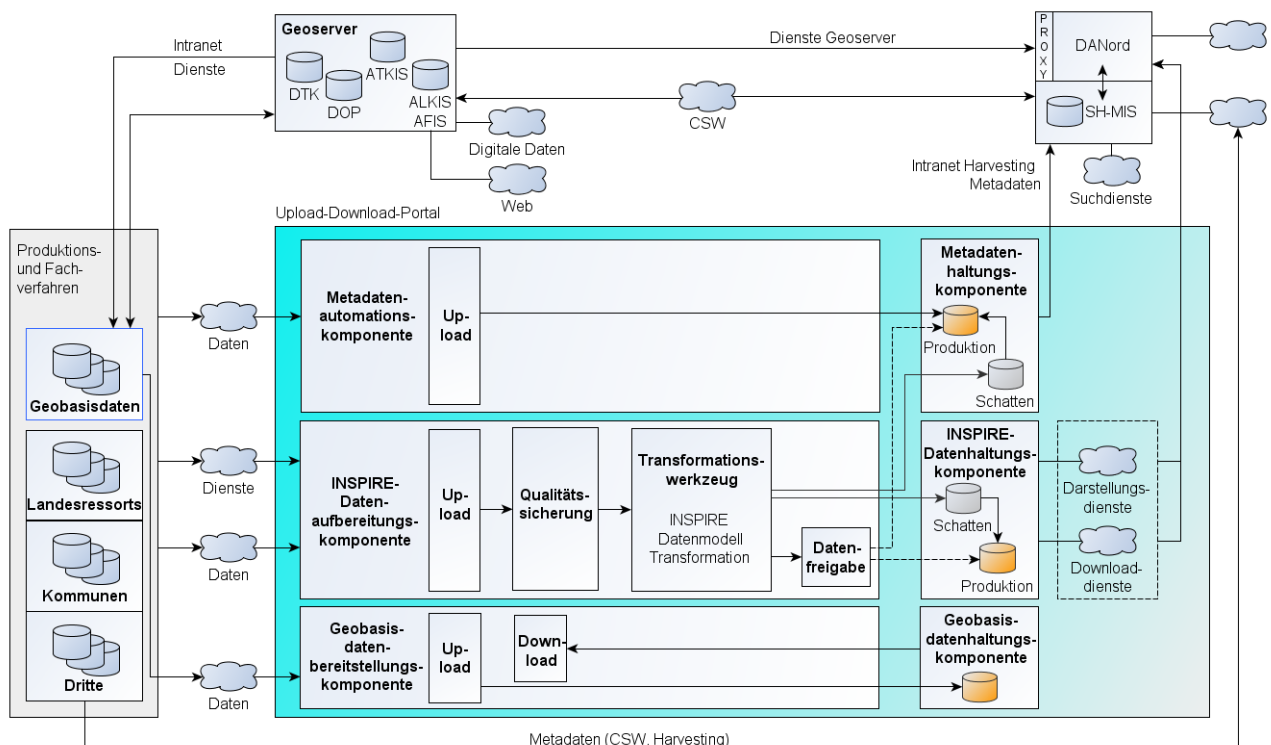 Geoserver
Intranet
Dienste
DTK
DOP
ATKIS
ALKIS
AFIS
Digitale Daten
Web
Dienste Geoserver
CSW
PROXY
DANord
SH-MIS
Suchdienste
Intranet Harvesting
Metadaten
Upload-Download-Portal
Produktions-
und Fach-
verfahren
Geobasisdaten
Landesressorts
Kommunen
Dritte
Daten
Dienste
Daten
Daten
Metadaten-
automations-
komponente
Up-
load
Metadaten-
haltungs-
komponente
Produktion
Schatten
INSPIRE-
Daten-
aufbereitungs-
komponente
Up-
load
Qualitäts-
sicherung
Transformations-
werkzeug
INSPIRE
Datenmodell
Transformation
Daten-
freigabe
INSPIRE-
Datenhaltungs-
komponente
Schatten
Produktion
Darstellungs-
dienste
Download-
dienste
Geobasis-
daten-
bereitstellungs-
komponente
Up-
load
Down-
load
Geobasis-
datenhaltungs-
komponente
Metadaten (CSW, Harvesting)